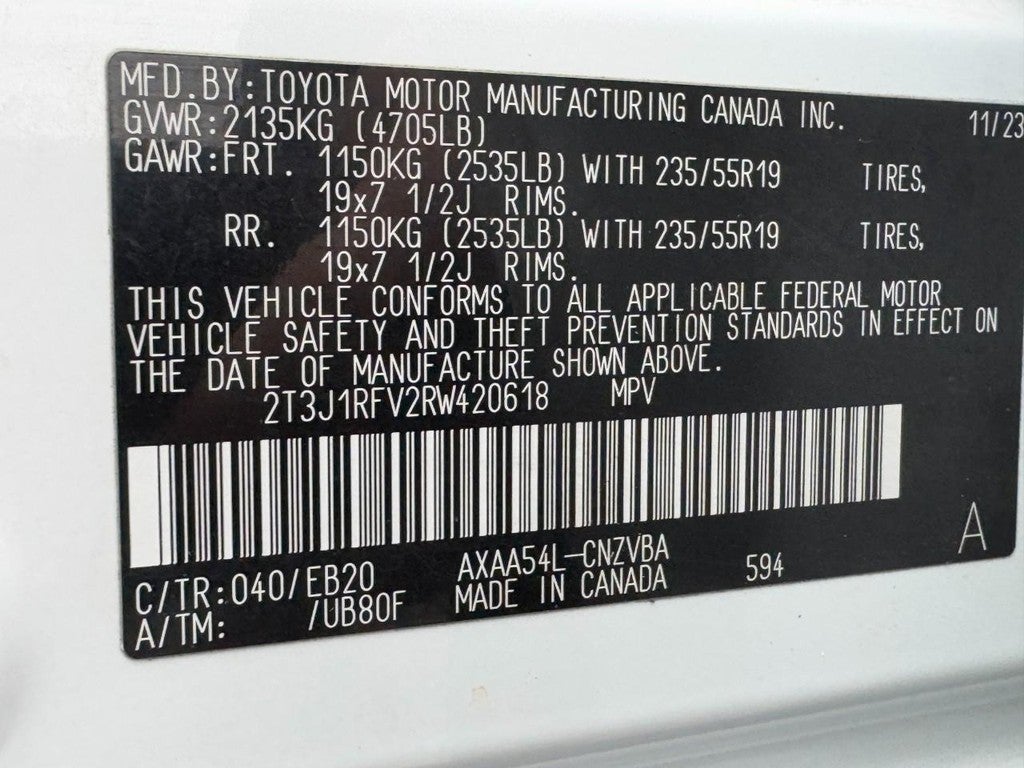 MFD.BY:TOYOTA MOTOR MANUFACTURING CANADA INC. 11/23
GVWR:2135KG (4705LB)
GAWR:FRT. 1150KG (2535LB) WITH 235/55R19 TIRES,
19x7 1/2J RIMS.
RR. 1150KG (2535LB) WITH 235/55R19 TIRES,
19x7 1/2J RIMS.
THIS VEHICLE CONFORMS TO ALL APPLICABLE FEDERAL MOTOR
VEHICLE SAFETY AND THEFT PREVENTION STANDARDS IN EFFECT ON
THE DATE OF MANUFACTURE SHOWN ABOVE.
2T3J1RFV2RW420618 MPV
A
C/TR:040/EB20 AXAA54L-CNZVBA 594
A/TM: /UB80F MADE IN CANADA